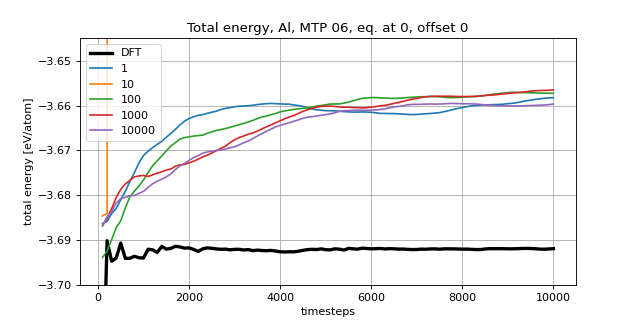 Total energy, Al, MTP 06, eq. at 0, offset 0
total energy [eV/atom]
−3.65
−3.66
−3.67
−3.68
−3.69
−3.70
DFT
1
10
100
1000
10000
0 2000 4000 6000 8000 10000
timesteps